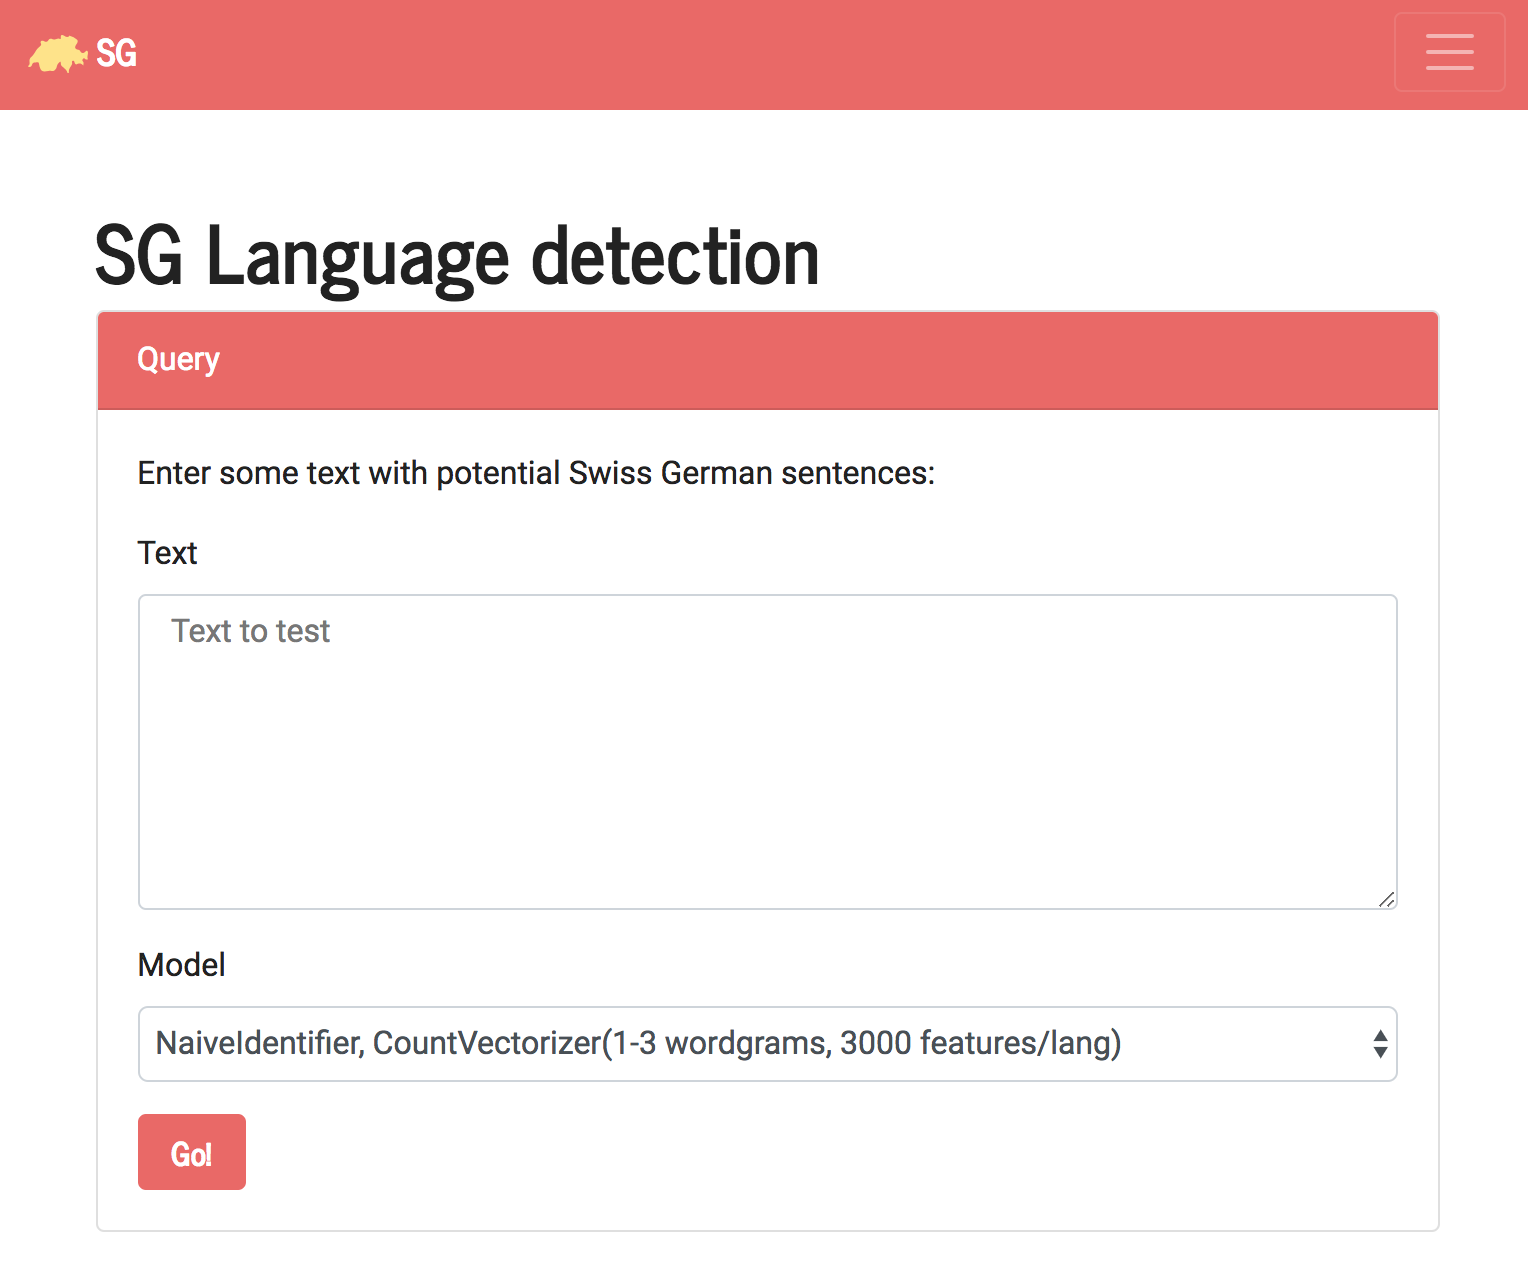 SG
SG Language detection
Query
Enter some text with potential Swiss German sentences:
Text
Text to test
Model
NaiveIdentifier, CountVectorizer(1-3 wordgrams, 3000 features/lang)
Go!